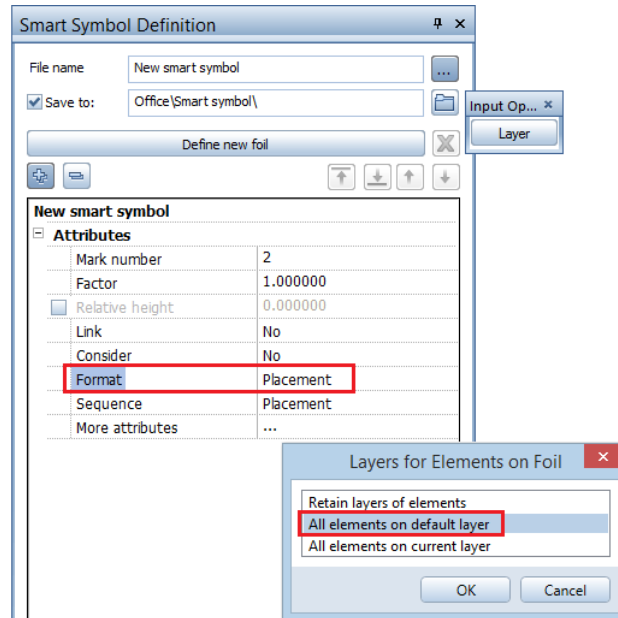 Smart Symbol Definition
File name New smart symbol ...
Save to: Office\Smart symbol\
Input Op...
Layer
Define new foil
New smart symbol
Attributes
Mark number 2
Factor 1.000000
Relative height 0.000000
Link No
Consider No
Format Placement
Sequence Placement
More attributes ...
Layers for Elements on Foil
Retain layers of elements
All elements on default layer
All elements on current layer
OK Cancel